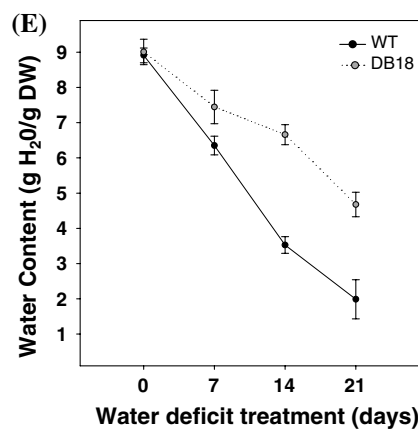 (E)
WT
DB18
Water Content (g H₂0/g DW)
9
8
7
6
5
4
3
2
1
0 7 14 21
Water deficit treatment (days)